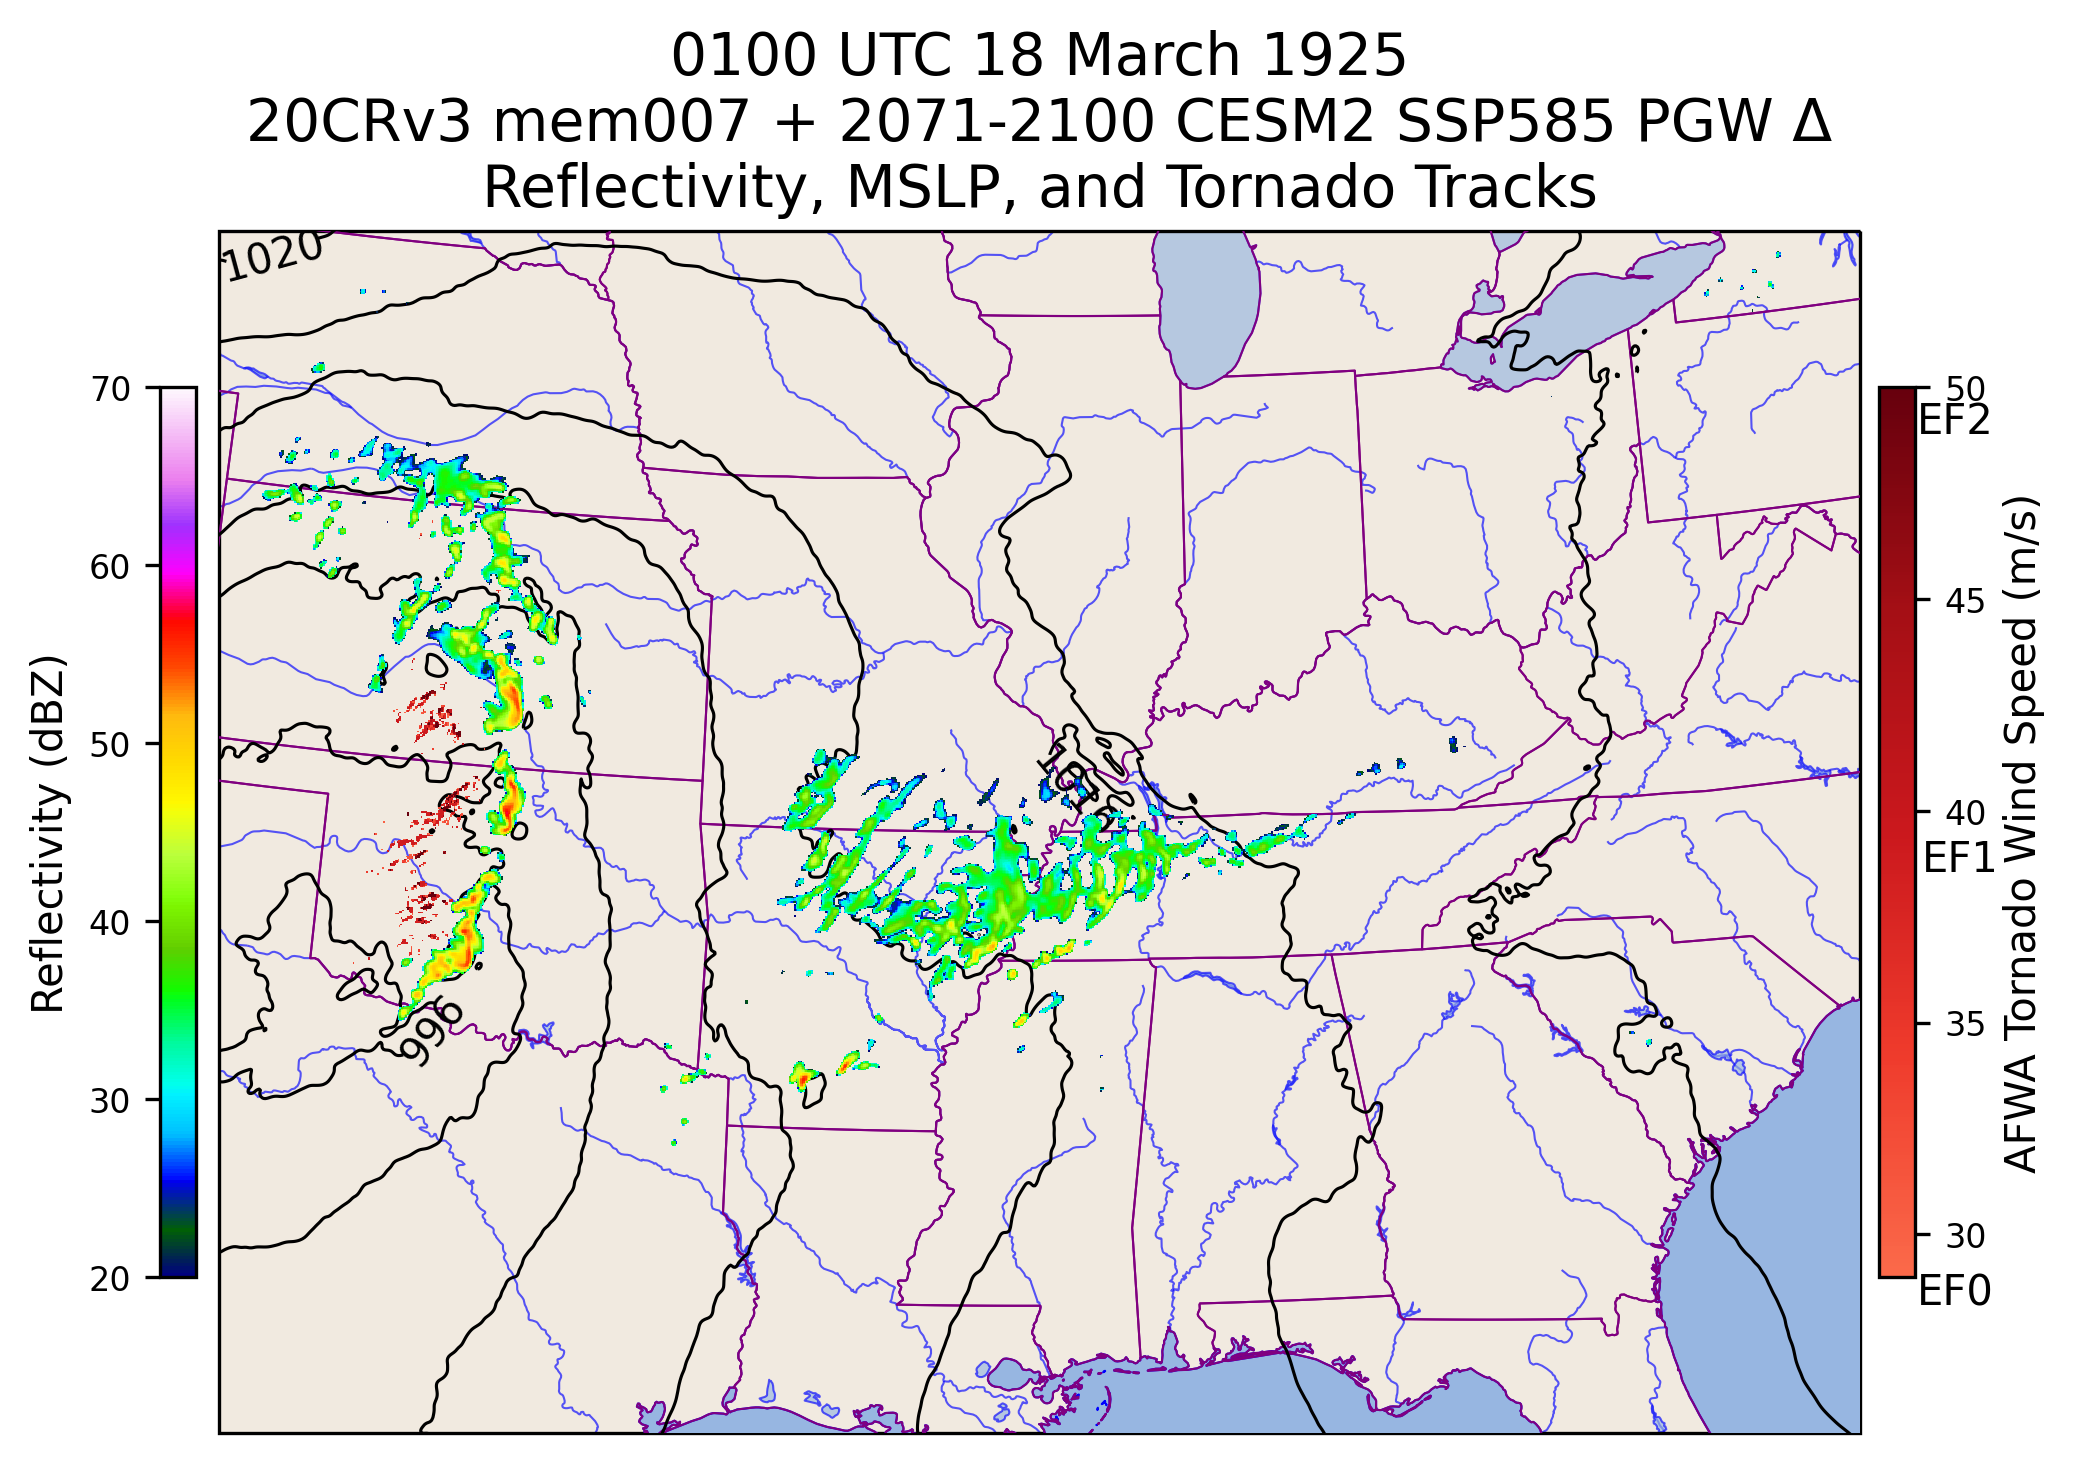 0100 UTC 18 March 1925
20CRv3 mem007 + 2071-2100 CESM2 SSP585 PGW Δ
Reflectivity, MSLP, and Tornado Tracks
1020
996
70
60
50
40
30
20
Reflectivity (dBZ)
50
EF2
45
40
EF1
35
30
EF0
AFWA Tornado Wind Speed (m/s)